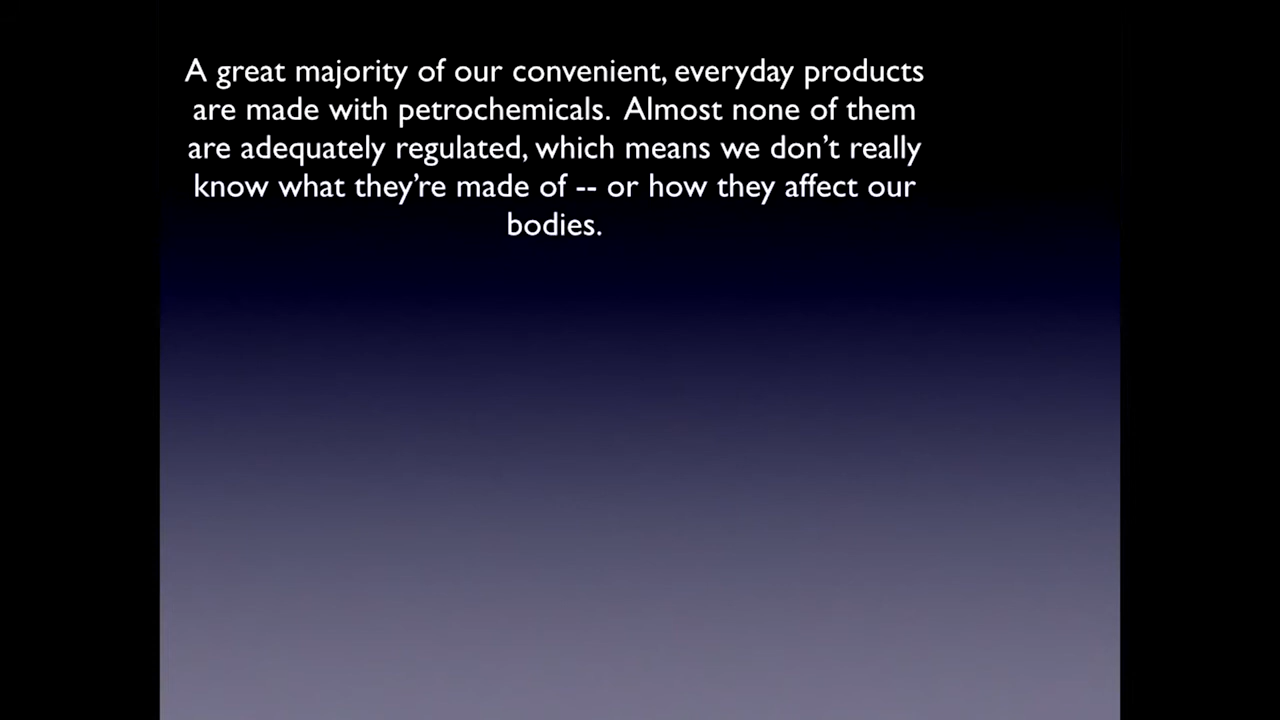 A great majority of our convenient, everyday products
are made with petrochemicals. Almost none of them
are adequately regulated, which means we don’t really
know what they’re made of -- or how they affect our
bodies.